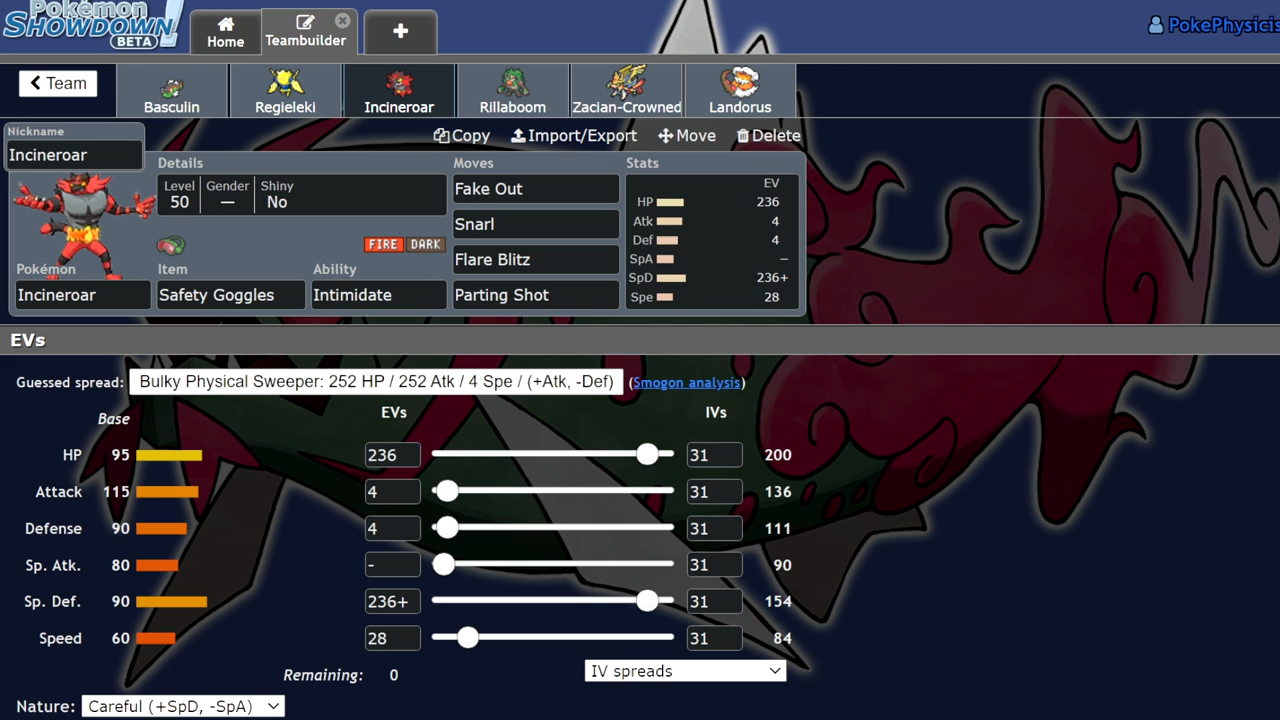 Pokémon
SHOWDOWN!
BETA
Home
Teambuilder
PokePhysicis
Team
Basculin
Regieleki
Incineroar
Rillaboom
Zacian-Crowned
Landorus
Copy
Import/Export
Move
Delete
Nickname
Incineroar
Details
Level
50
Gender
—
Shiny
No
FIRE DARK
Pokémon
Incineroar
Item
Safety Goggles
Ability
Intimidate
Moves
Fake Out
Snarl
Flare Blitz
Parting Shot
Stats
EV
HP 236
Atk 4
Def 4
SpA –
SpD 236+
Spe 28
EVs
Guessed spread: Bulky Physical Sweeper: 252 HP / 252 Atk / 4 Spe / (+Atk, -Def) (Smogon analysis)
Base EVs IVs
HP 95 236 31 200
Attack 115 4 31 136
Defense 90 4 31 111
Sp. Atk. 80 - 31 90
Sp. Def. 90 236+ 31 154
Speed 60 28 31 84
Remaining: 0 IV spreads
Nature: Careful (+SpD, -SpA)